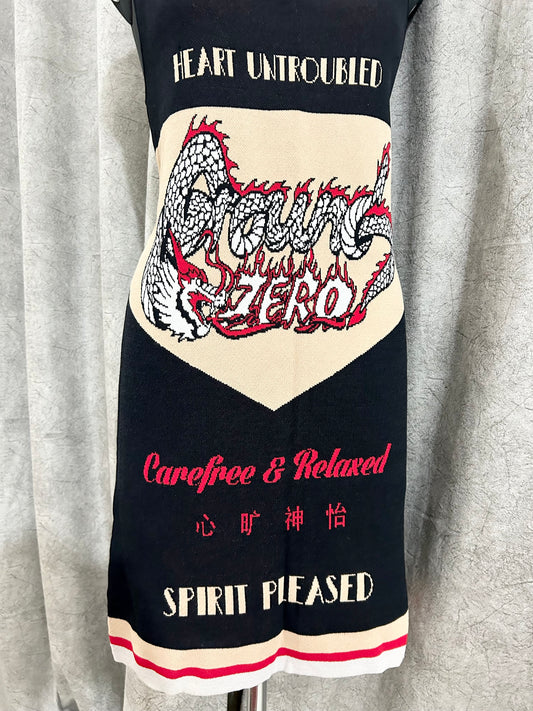 HEART UNTROUBLED
Ground
ZERO
Carefree & Relaxed
心 旷 神 怡
SPIRIT PLEASED